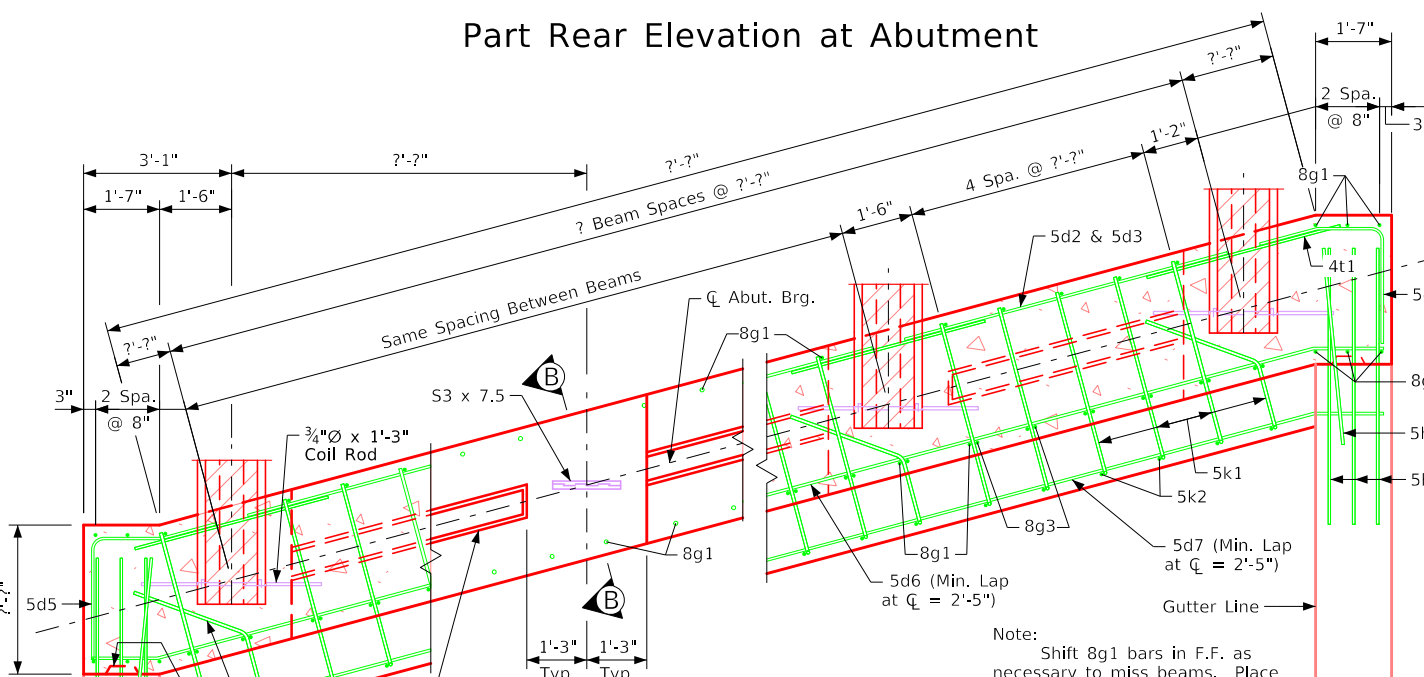 Part Rear Elevation at Abutment
1'-7"
?'-?"
2 Spa.
@ 8"
3
1'-2"
3'-1"
?'-?"
?'-?"
4 Spa. @ ?'-?"
8g1
1'-7"
1'-6"
? Beam Spaces @ ?'-?"
1'-6"
5d2 & 5d3
4t1
Same Spacing Between Beams
℄ Abut. Brg.
5
?'-?"
8g1
B
3"
2 Spa.
@ 8"
S3 x 7.5
8g
¾"Ø x 1'-3"
Coil Rod
5k1
5k2
8g3
8g1
8g1
5d7 (Min. Lap
at ℄ = 2'-5")
5d6 (Min. Lap
at ℄ = 2'-5")
?'-?"
5d5
B
Gutter Line
1'-3"
1'-3"
Typ.
Typ.
Note:
Shift 8g1 bars in F.F. as
necessary to miss beams. Place